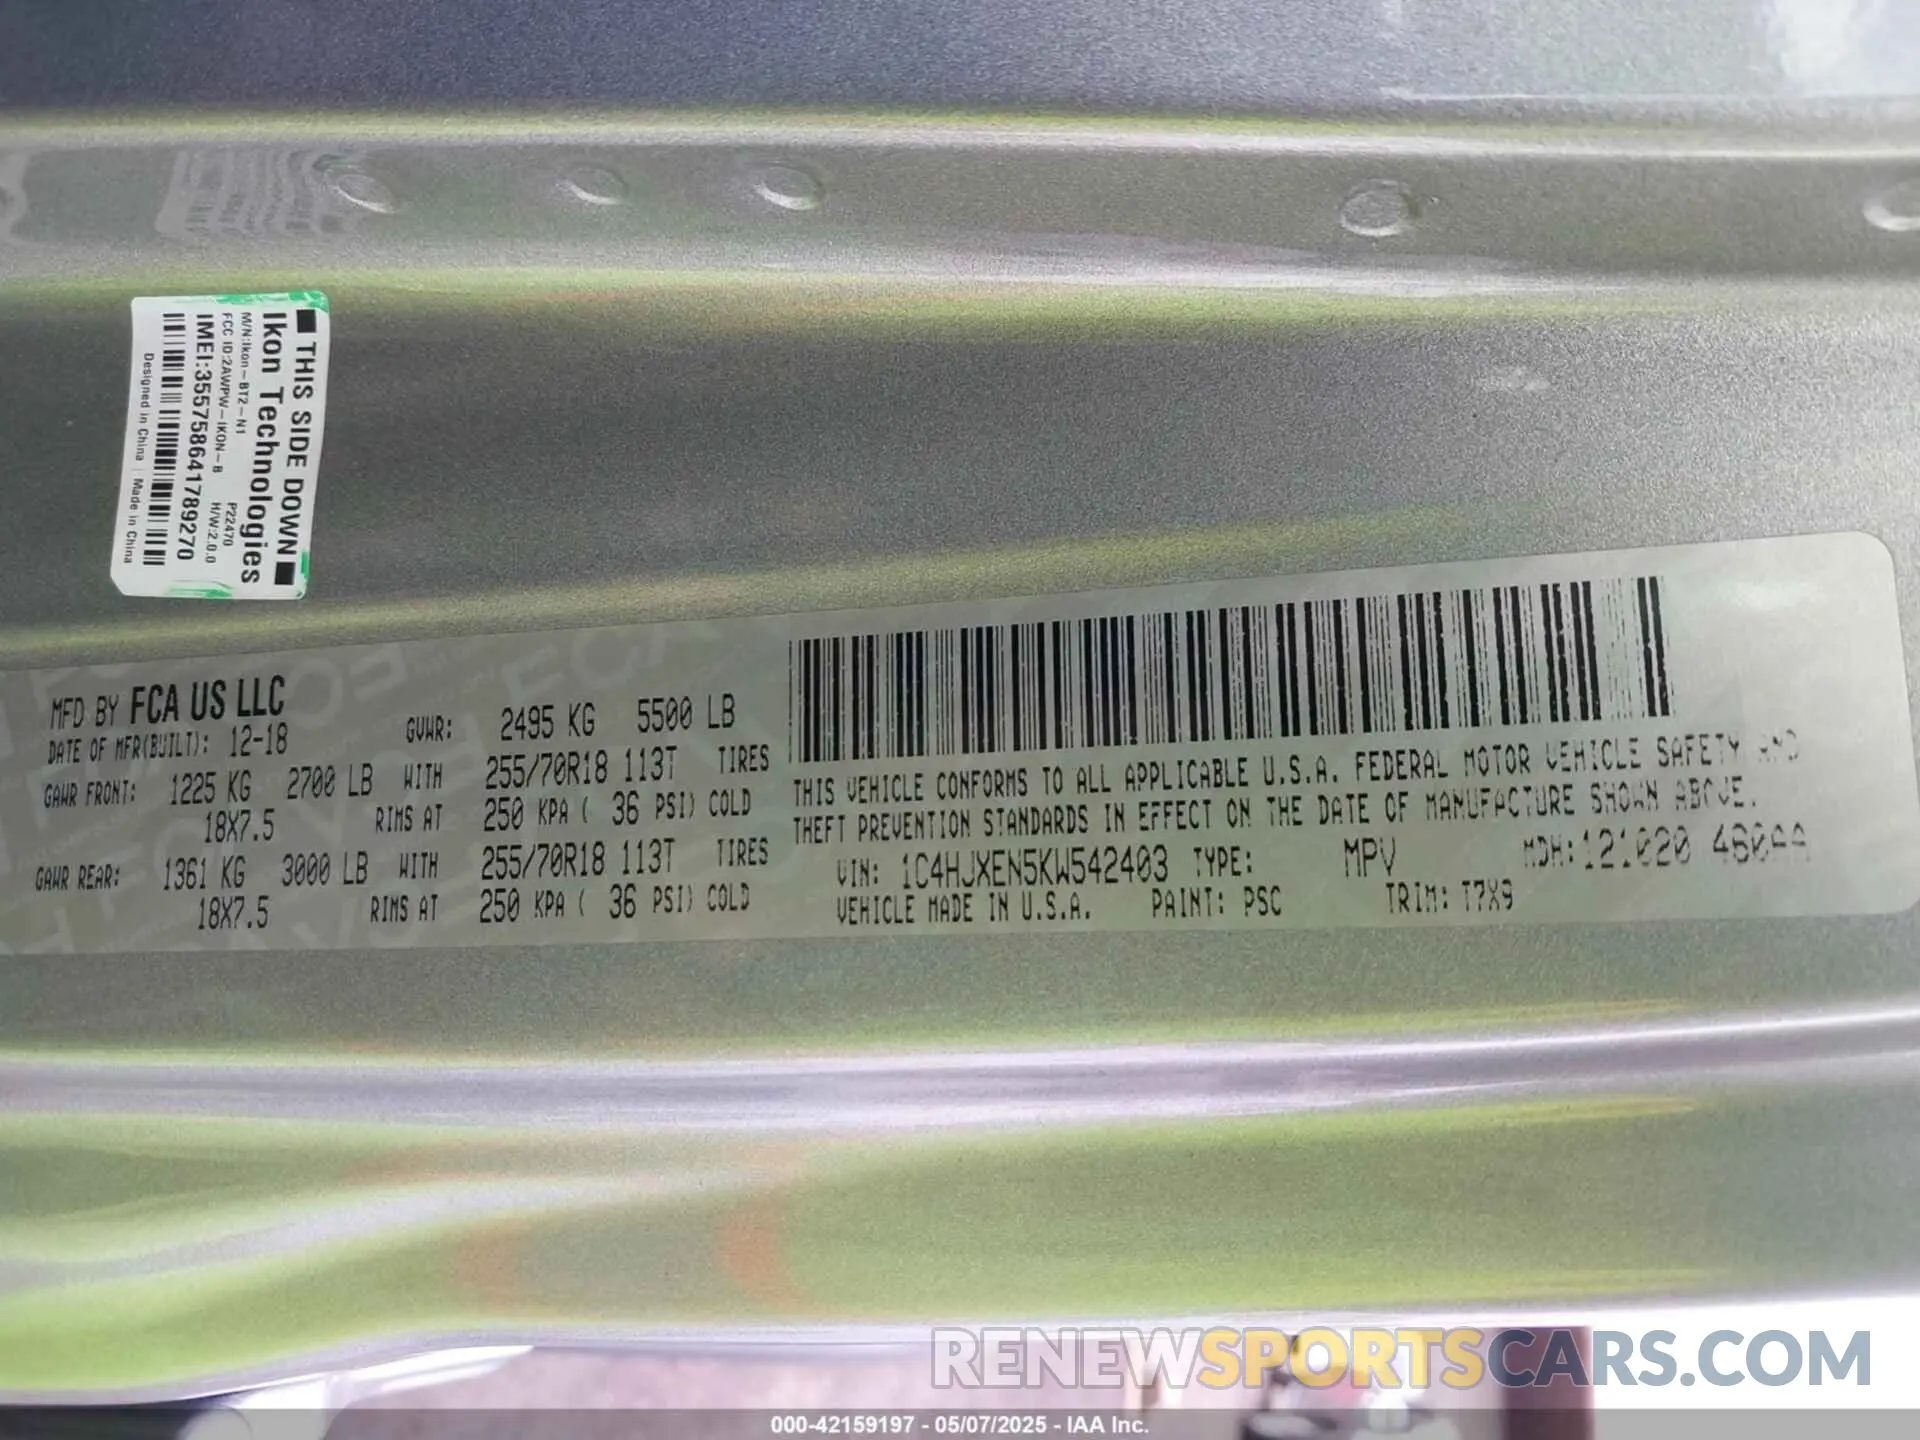 ■ THIS SIDE DOWN ■
Ikon Technologies
M/N:Ikon-BT2-N1 P22470
FCC ID:2AWPW-IKON-B H/W:2.0.0
IMEI:355758641789270
Designed in China | Made in China
MFD BY FCA US LLC
DATE OF MFR(BUILT): 12-18
GVWR: 2495 KG 5500 LB
GAWR FRONT: 1225 KG 2700 LB WITH 255/70R18 113T TIRES
18X7.5 RIMS AT 250 KPA ( 36 PSI) COLD
GAWR REAR: 1361 KG 3000 LB WITH 255/70R18 113T TIRES
18X7.5 RIMS AT 250 KPA ( 36 PSI) COLD
THIS VEHICLE CONFORMS TO ALL APPLICABLE U.S.A. FEDERAL MOTOR VEHICLE SAFETY AND
THEFT PREVENTION STANDARDS IN EFFECT ON THE DATE OF MANUFACTURE SHOWN ABOVE.
VIN: 1C4HJXEN5KW542403 TYPE: MPV MDH: 121020
VEHICLE MADE IN U.S.A. PAINT: PSC TRIM: T7X9
RENEWSPORTSCARS.COM
000-42159197 - 05/07/2025 - IAA Inc.